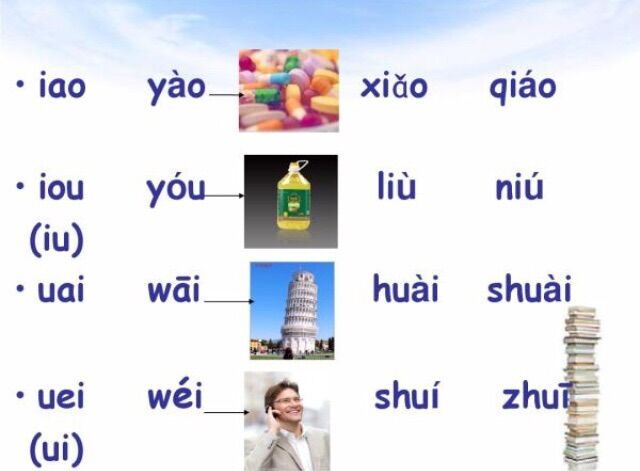 • iao yào xiǎo qiáo
• iou yóu liù niú
(iu)
• uai wāi huài shuài
• uei wéi shuí zhuī
(ui)